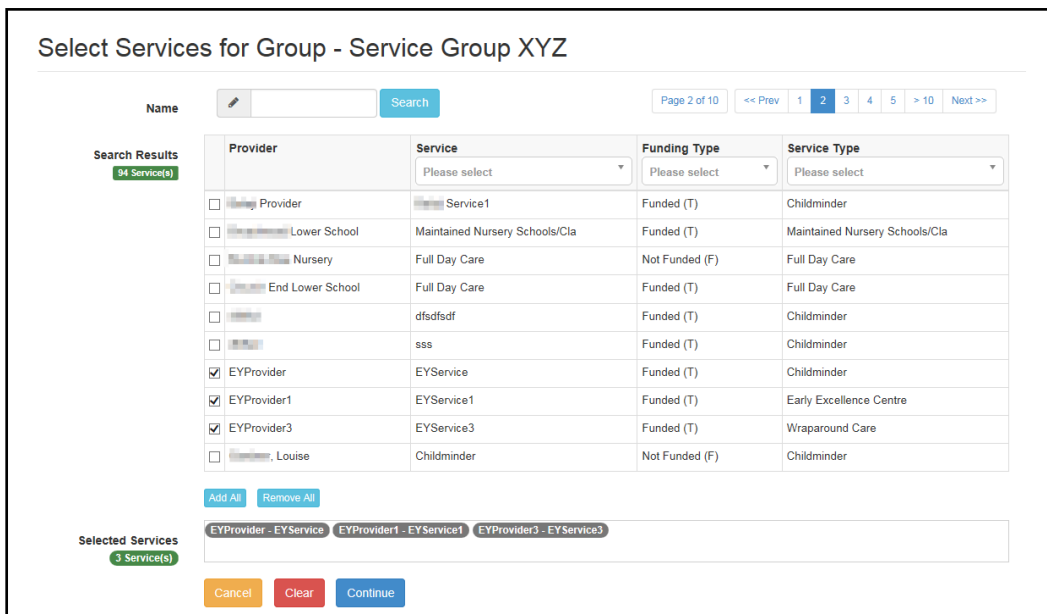 Select Services for Group - Service Group XYZ
Name Search Page 2 of 10 << Prev 1 2 3 4 5 > 10 Next >>
Search Results
94 Service(s)
Provider Service Funding Type Service Type
Please select Please select Please select
Provider Service1 Funded (T) Childminder
Lower School Maintained Nursery Schools/Cla Funded (T) Maintained Nursery Schools/Cla
Nursery Full Day Care Not Funded (F) Full Day Care
End Lower School Full Day Care Funded (T) Full Day Care
dfsdfsdf Funded (T) Childminder
sss Funded (T) Childminder
EYProvider EYService Funded (T) Childminder
EYProvider1 EYService1 Funded (T) Early Excellence Centre
EYProvider3 EYService3 Funded (T) Wraparound Care
, Louise Childminder Not Funded (F) Childminder
Add All Remove All
Selected Services
3 Service(s)
EYProvider - EYService EYProvider1 - EYService1 EYProvider3 - EYService3
Cancel Clear Continue